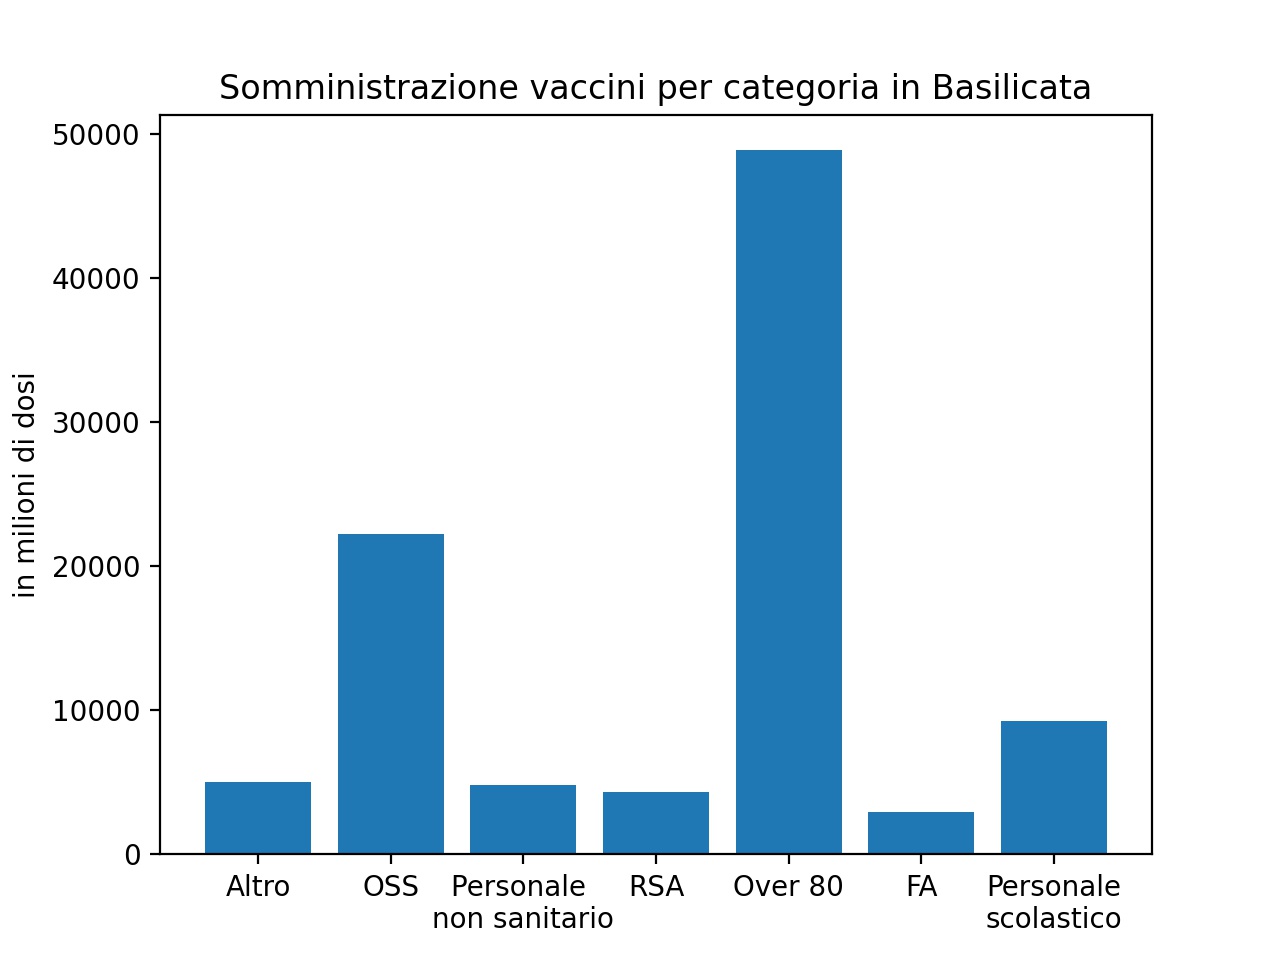 Somministrazione vaccini per categoria in Basilicata
in milioni di dosi
50000
40000
30000
20000
10000
0
Altro
OSS
Personale
non sanitario
RSA
Over 80
FA
Personale
scolastico